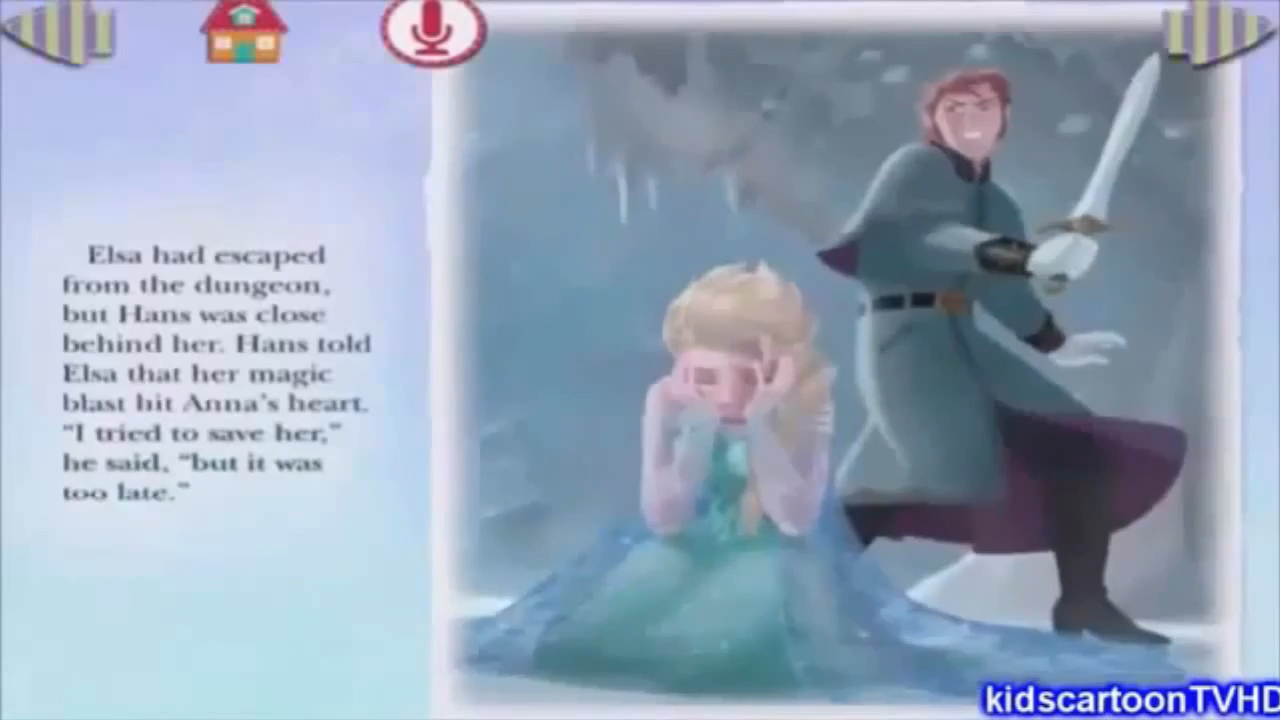 Elsa had escaped
from the dungeon,
but Hans was close
behind her. Hans told
Elsa that her magic
blast hit Anna's heart.
"I tried to save her,"
he said, "but it was
too late."
kidscartoonTVHD